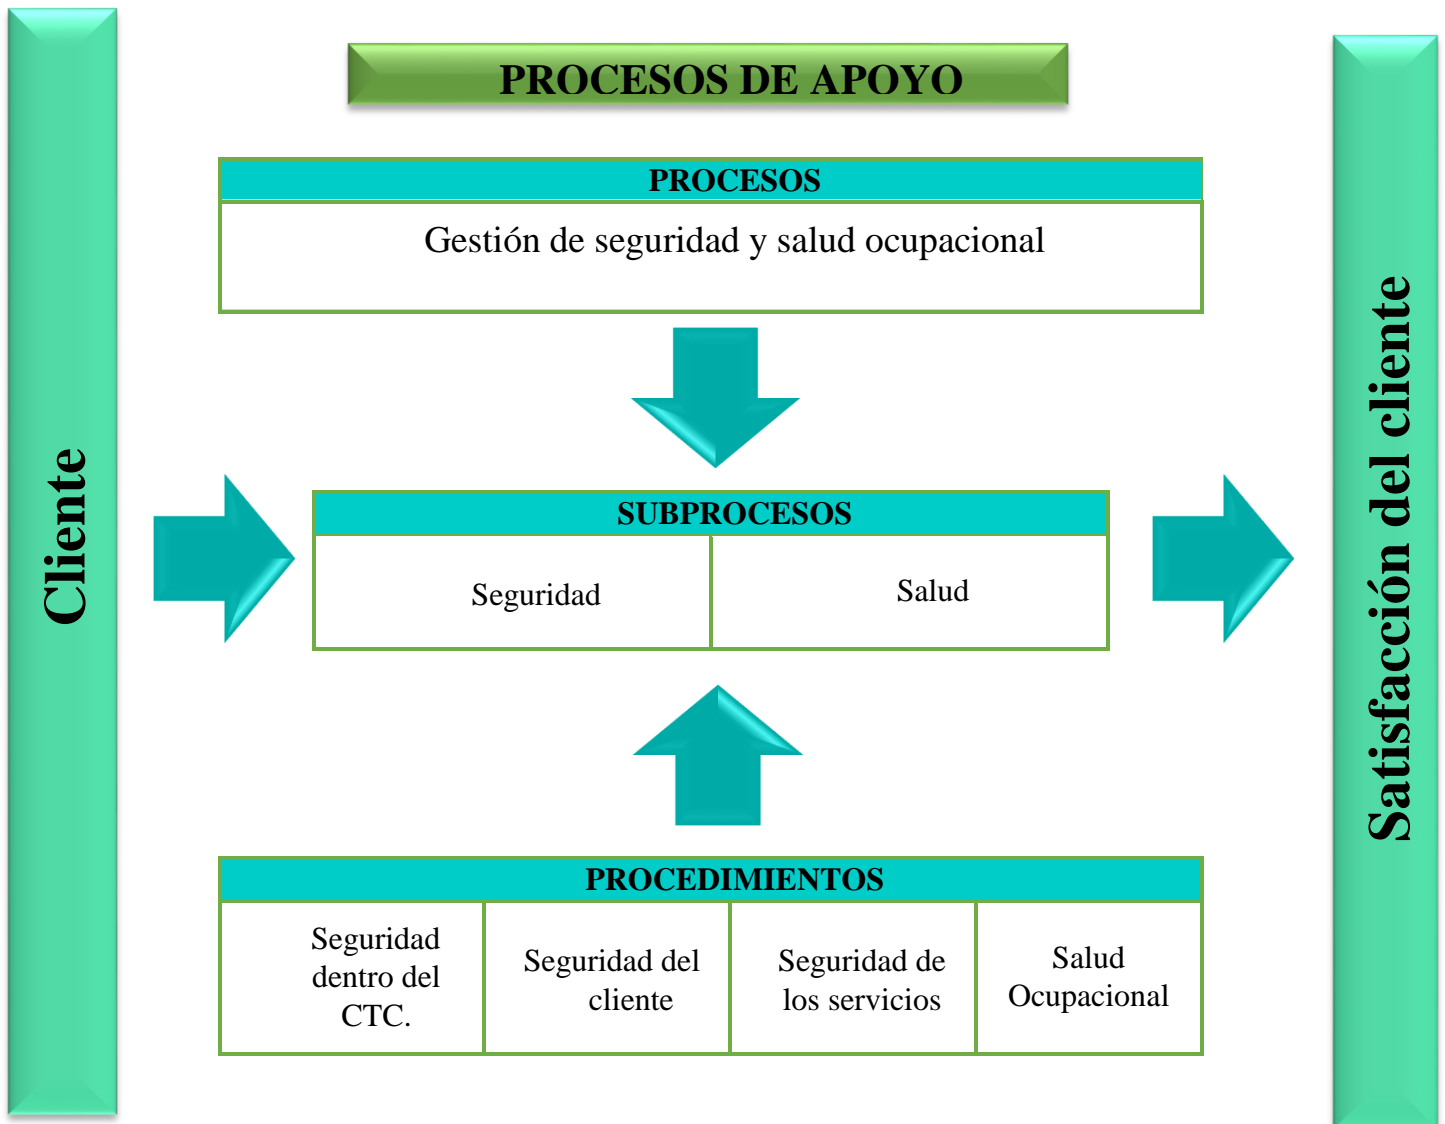 PROCESOS DE APOYO
PROCESOS
Gestión de seguridad y salud ocupacional
Cliente
SUBPROCESOS
Seguridad
Salud
Satisfacción del cliente
PROCEDIMIENTOS
Seguridad
dentro del
CTC.
Seguridad del
cliente
Seguridad de
los servicios
Salud
Ocupacional